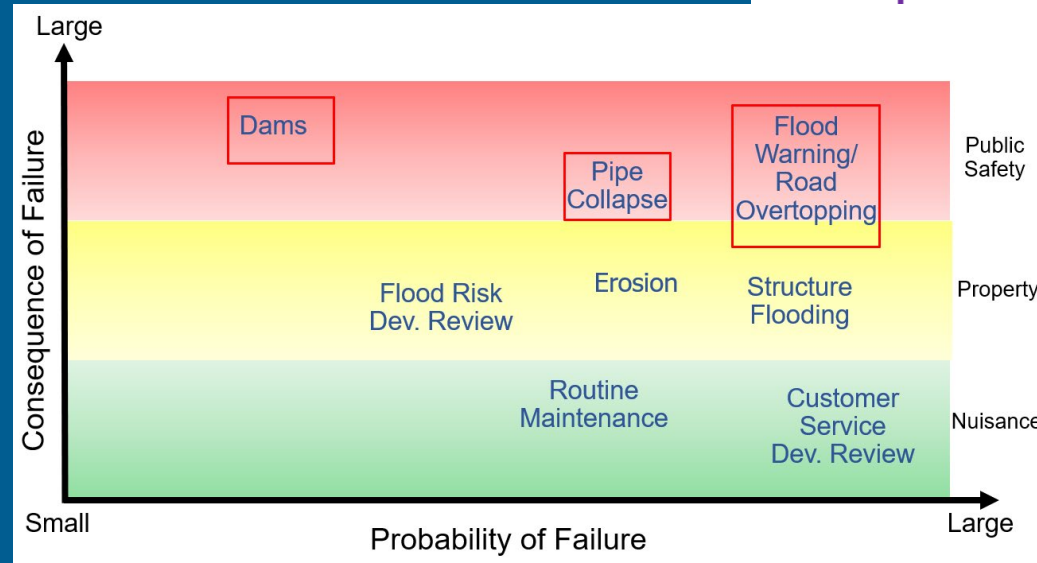 Large
Consequence of Failure
Dams
Pipe
Collapse
Flood
Warning/
Road
Overtopping
Public
Safety
Flood Risk
Dev. Review
Erosion
Structure
Flooding
Property
Routine
Maintenance
Customer
Service
Dev. Review
Nuisance
Small
Probability of Failure
Large